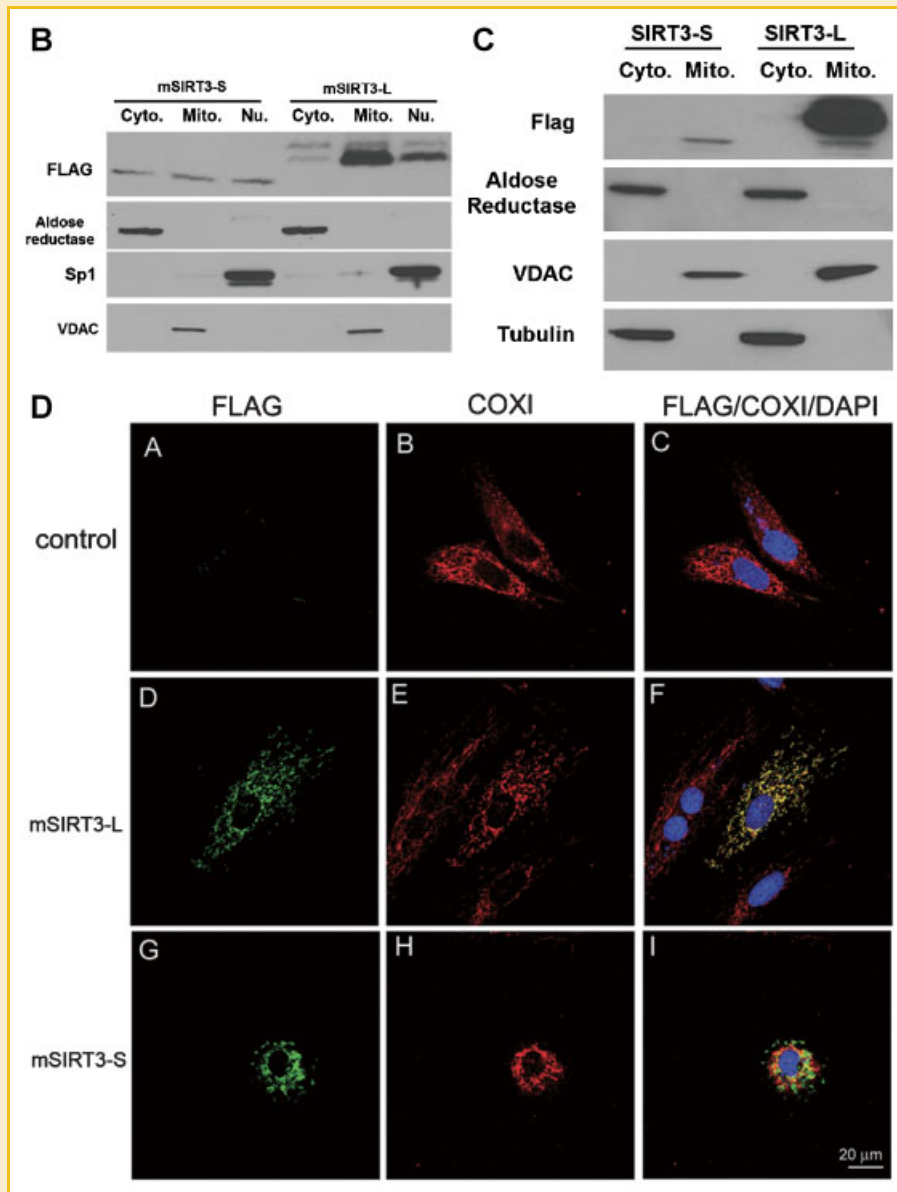 B
mSIRT3-S mSIRT3-L
Cyto. Mito. Nu. Cyto. Mito. Nu.
FLAG
Aldose
reductase
Sp1
VDAC
C
SIRT3-S SIRT3-L
Cyto. Mito. Cyto. Mito.
Flag
Aldose
Reductase
VDAC
Tubulin
D
FLAG COXI FLAG/COXI/DAPI
control
A B C
mSIRT3-L
D E F
mSIRT3-S
G H I
20 µm